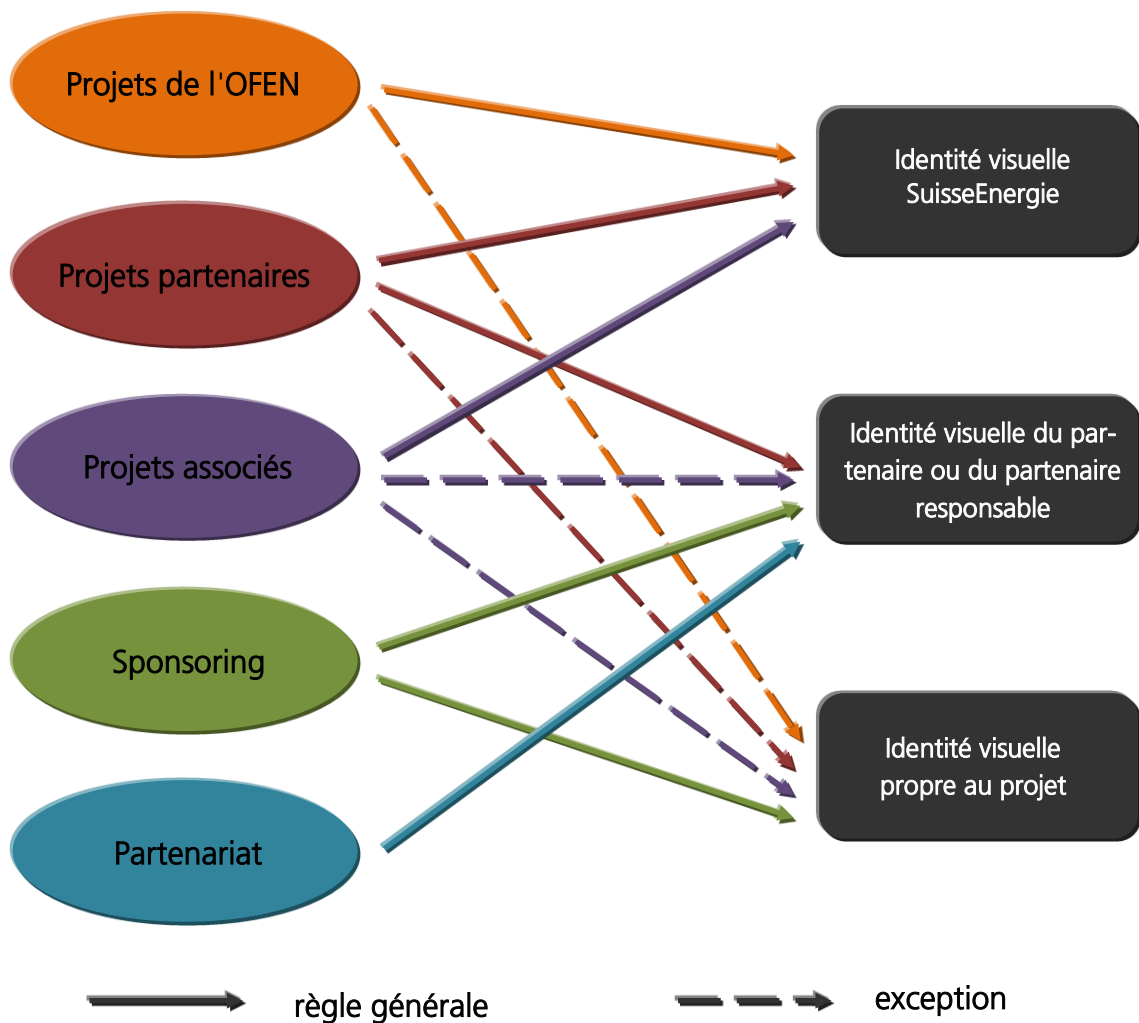 Projets de l'OFEN
Projets partenaires
Projets associés
Sponsoring
Partenariat
Identité visuelle
SuisseEnergie
Identité visuelle du par-
tenaire ou du partenaire
responsable
Identité visuelle
propre au projet
règle générale
exception